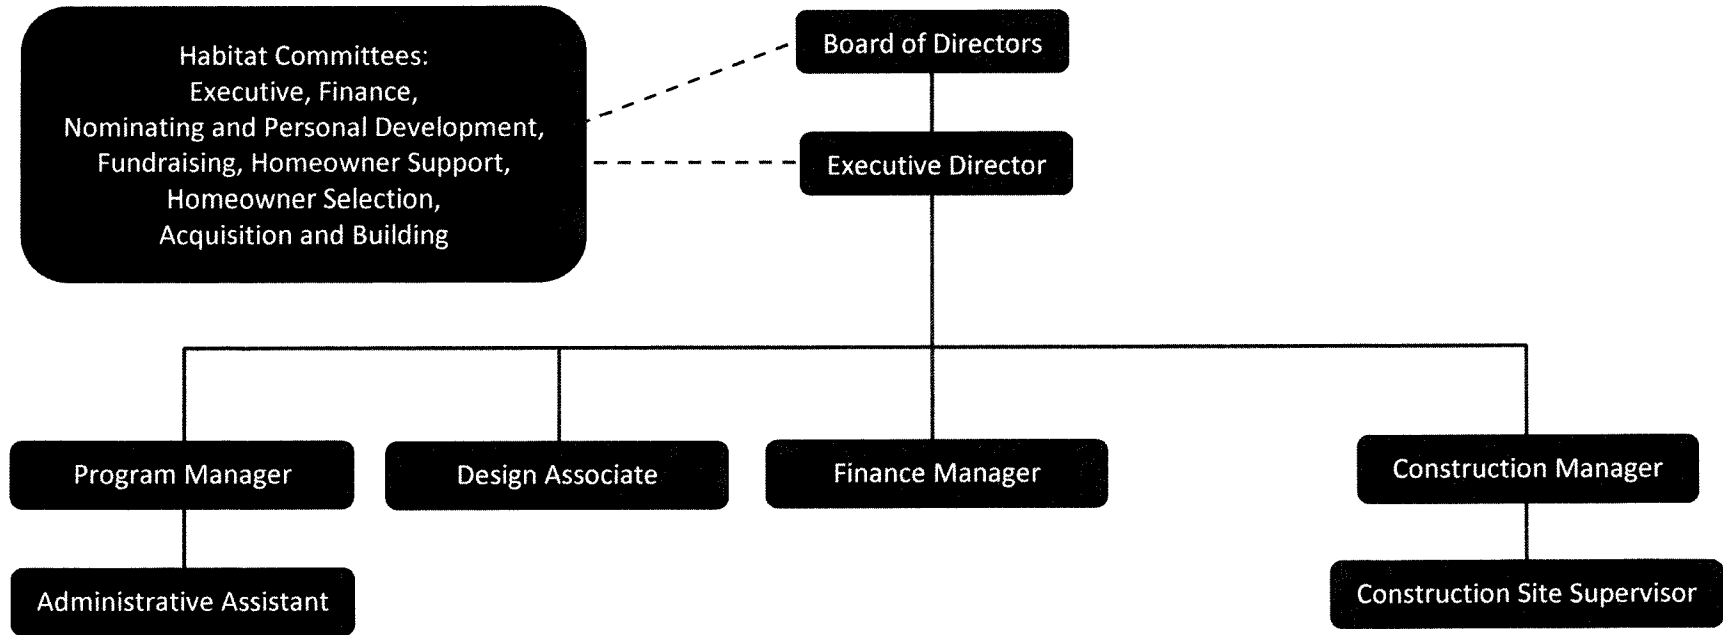 Habitat Committees:
Executive, Finance,
Nominating and Personal Development,
Fundraising, Homeowner Support,
Homeowner Selection,
Acquisition and Building
Board of Directors
Executive Director
Program Manager
Design Associate
Finance Manager
Construction Manager
Administrative Assistant
Construction Site Supervisor